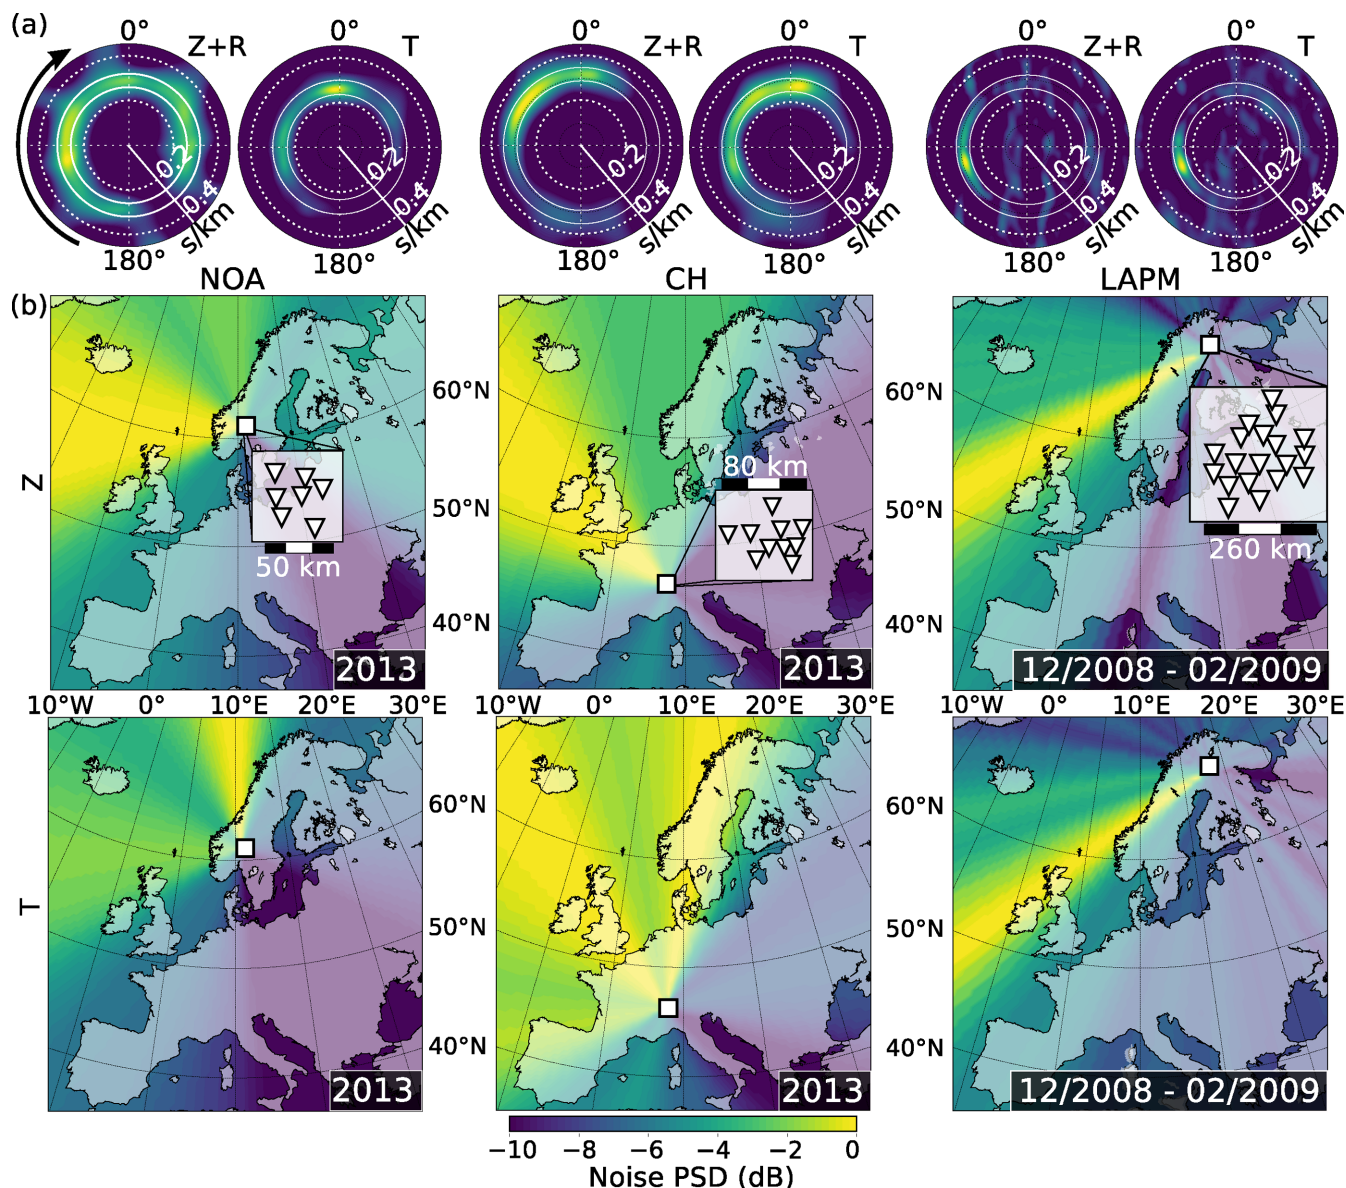 (a)
0° Z+R 0° T 0° Z+R 0° T 0° Z+R 0° T
0.2 0.2 0.2 0.2 0.2 0.2
0.4 0.4 0.4 0.4 0.4 0.4
s/km s/km s/km s/km s/km s/km
180° 180° 180° 180° 180° 180°
NOA CH LAPM
(b)
Z
60°N 60°N
50°N 50°N
40°N 40°N
50 km
80 km
260 km
2013 2013 12/2008 - 02/2009
10°W 0° 10°E 20°E 30°E 0° 10°E 20°E 30°E 10°W 0° 10°E 20°E 30°E
T
60°N 60°N
50°N 50°N
40°N 40°N
2013 2013 12/2008 - 02/2009
−10 −8 −6 −4 −2 0
Noise PSD (dB)